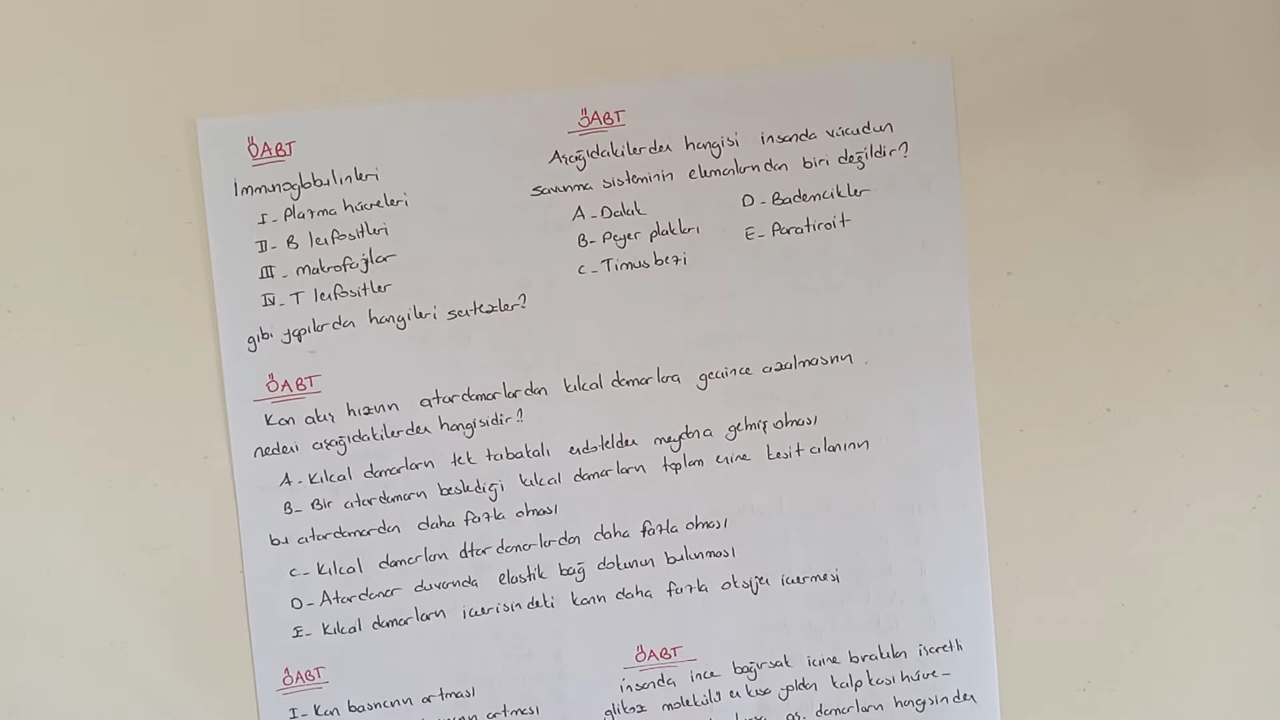 ÖABT
İmmunoglobulinleri
I - Plazma hücreleri
II - B lenfositleri
III - makrofajlar
IV - T lenfositler
gibi yapılardan hangileri sentezler?
ÖABT
Aşağıdakilerden hangisi insanda vücudun
savunma sisteminin elemanlarından biri değildir?
A - Dalak
B - Peyer plakları
C - Timus bezi
D - Bademcikler
E - Paratiroit
ÖABT
Kan akış hızının atardamarlardan kılcal damarlara geçince azalmasının
nedeni aşağıdakilerden hangisidir?
A - Kılcal damarların tek tabakalı endotelden meydana gelmiş olması
B - Bir atardamarın beslediği kılcal damarların toplam enine kesit alanının
bu atardamardan daha fazla olması
C - Kılcal damarların atardamarlardan daha fazla olması
D - Atardamar duvarında elastik bağ dokunun bulunması
E - Kılcal damarların içerisindeki kanın daha fazla oksijen içermesi
ÖABT
I - Kan basıncının artması
artması
ÖABT
insanda ince bağırsak içine bırakılan işaretli
glikoz molekülü en kısa yoldan kalp kası hücre-
damarların hangisinden